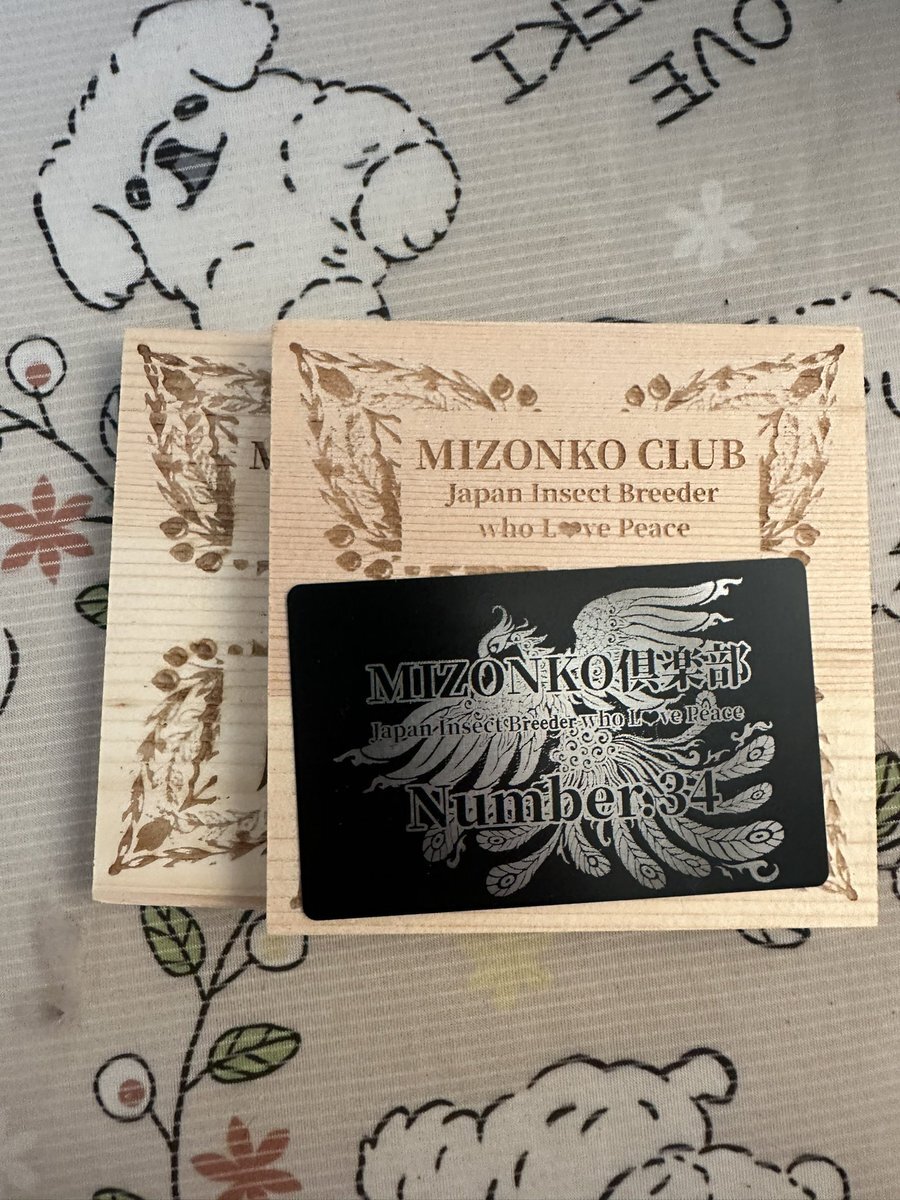 LOVE
MIZONKO CLUB
Japan Insect Breeder
who L❤ve Peace
M
MIZONKO倶楽部
Japan Insect Breeder who L❤ve Peace
Number.34